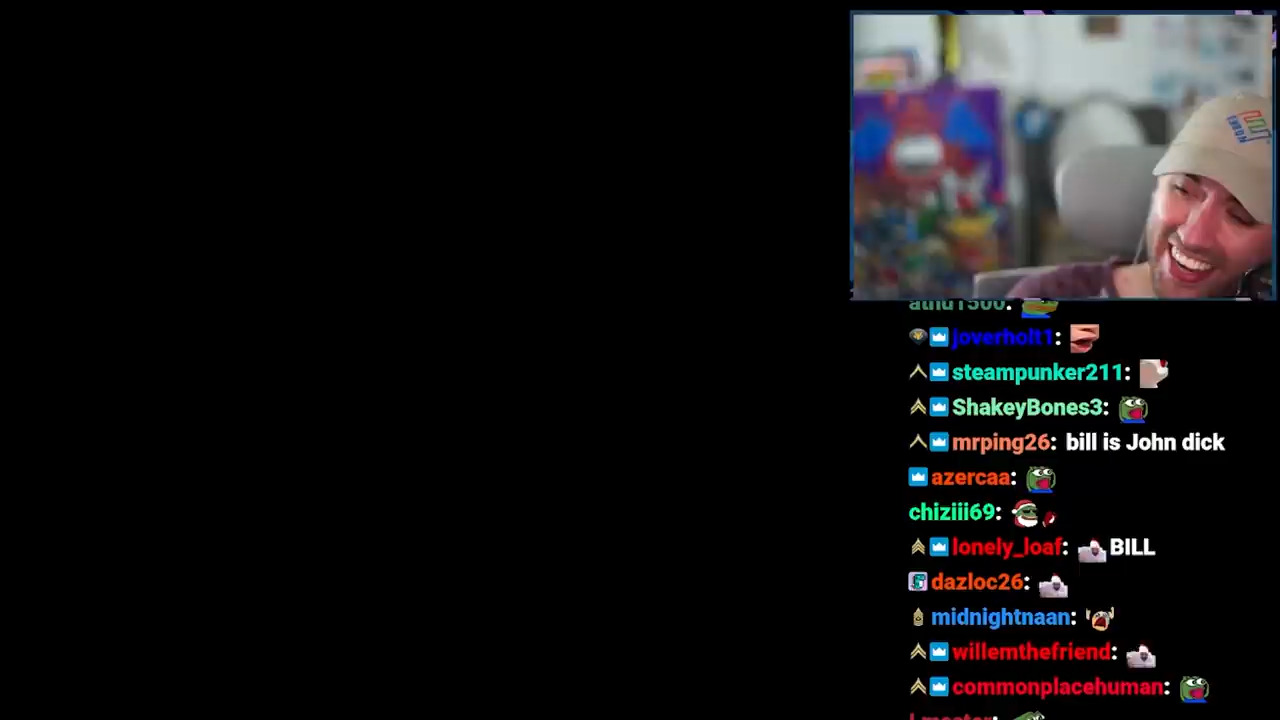 joverholt1:
steampunker211:
ShakeyBones3:
mrping26: bill is John dick
azercaa:
chiziii69:
lonely_loaf: BILL
dazloc26:
midnightnaan:
willemthefriend:
commonplacehuman: